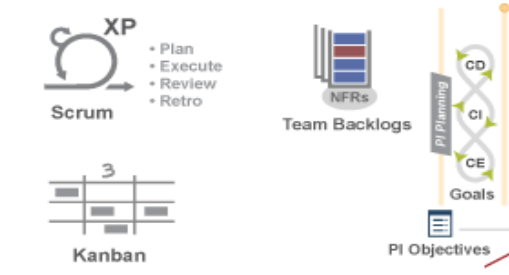 XP
• Plan
• Execute
• Review
• Retro
Scrum
3
Kanban
NFRs
Team Backlogs
PI Planning
CD
CI
CE
Goals
PI Objectives